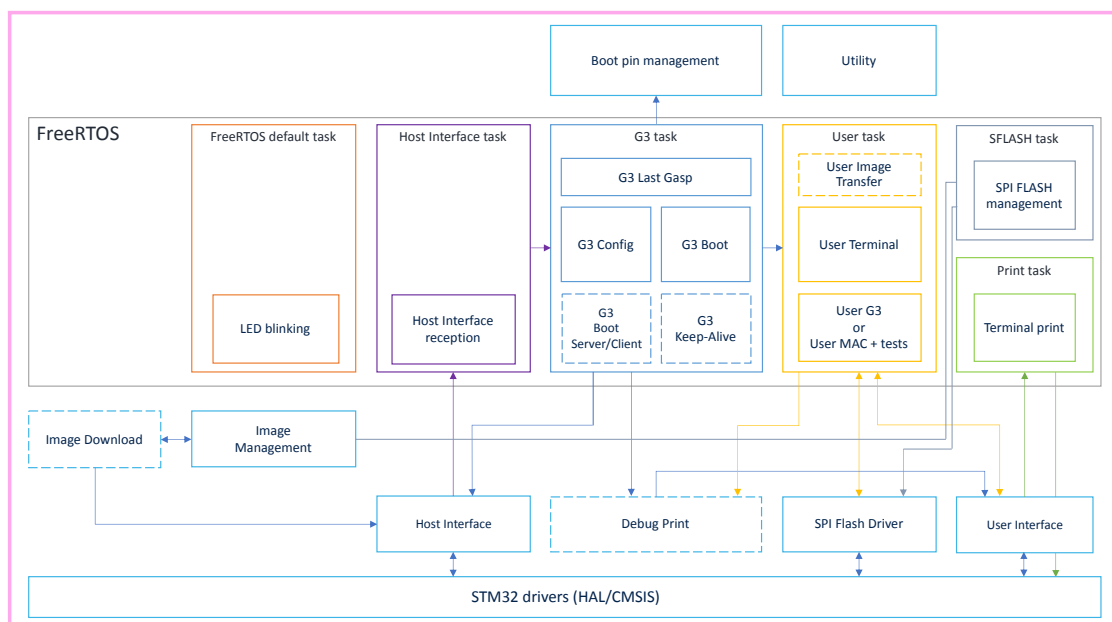 Boot pin management
Utility
FreeRTOS
FreeRTOS default task
Host Interface task
G3 task
User task
SFLASH task
G3 Last Gasp
User Image
Transfer
SPI FLASH
management
G3 Config
G3 Boot
User Terminal
Print task
LED blinking
Host Interface
reception
G3
Boot
Server/Client
G3
Keep-Alive
User G3
or
User MAC + tests
Terminal print
Image Download
Image
Management
Host Interface
Debug Print
SPI Flash Driver
User Interface
STM32 drivers (HAL/CMSIS)